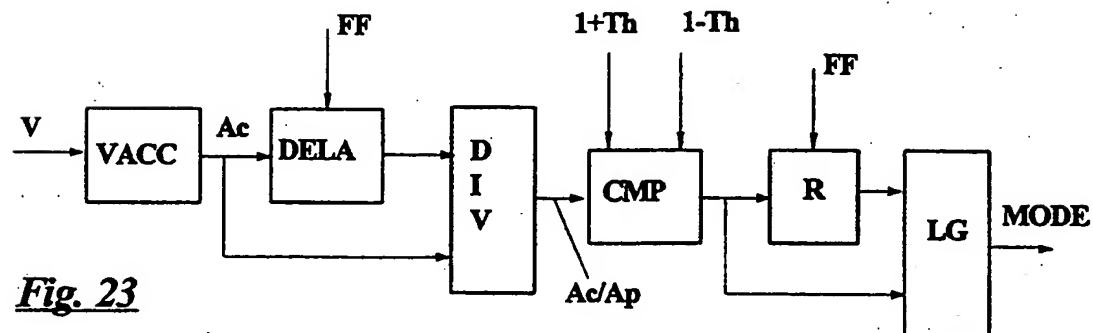 FF
1+Th 1-Th
FF
V
VACC
Ac
DELA
D
I
V
CMP
R
LG
MODE
Ac/Ap
Fig. 23